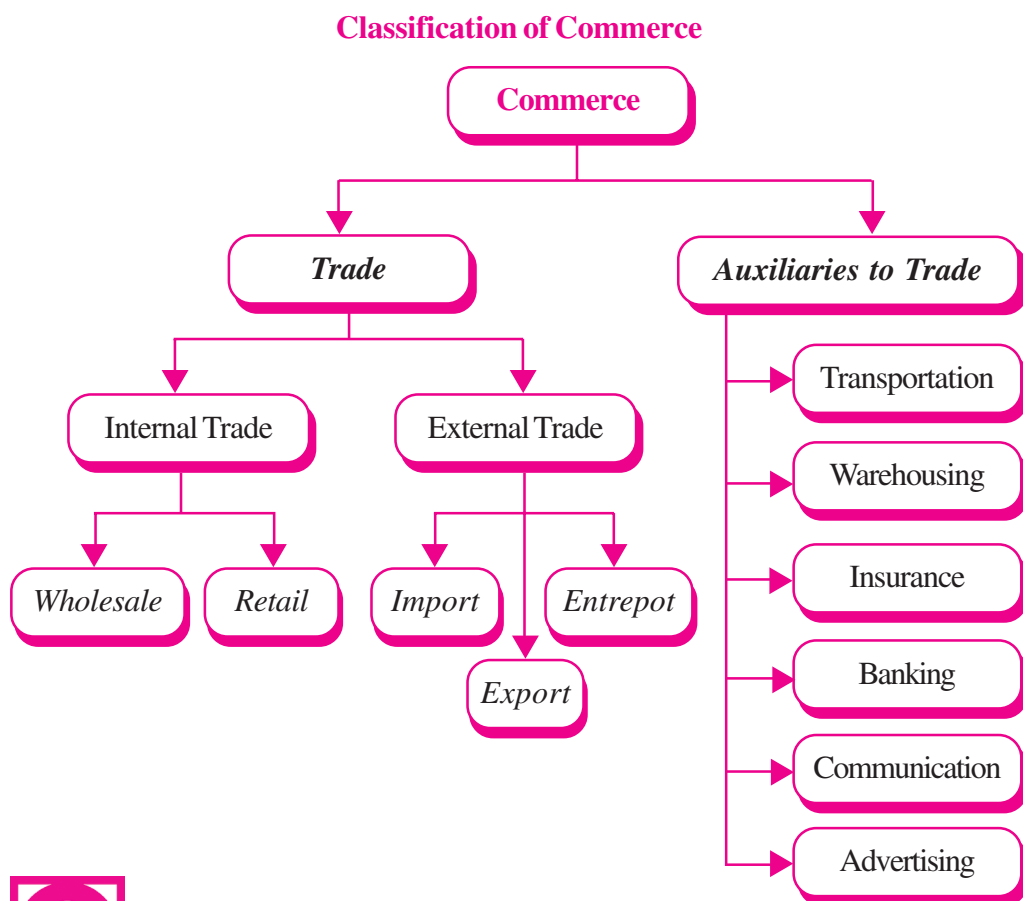 Classification of Commerce
Commerce
Trade
Auxiliaries to Trade
Internal Trade
External Trade
Wholesale
Retail
Import
Entrepot
Export
Transportation
Warehousing
Insurance
Banking
Communication
Advertising